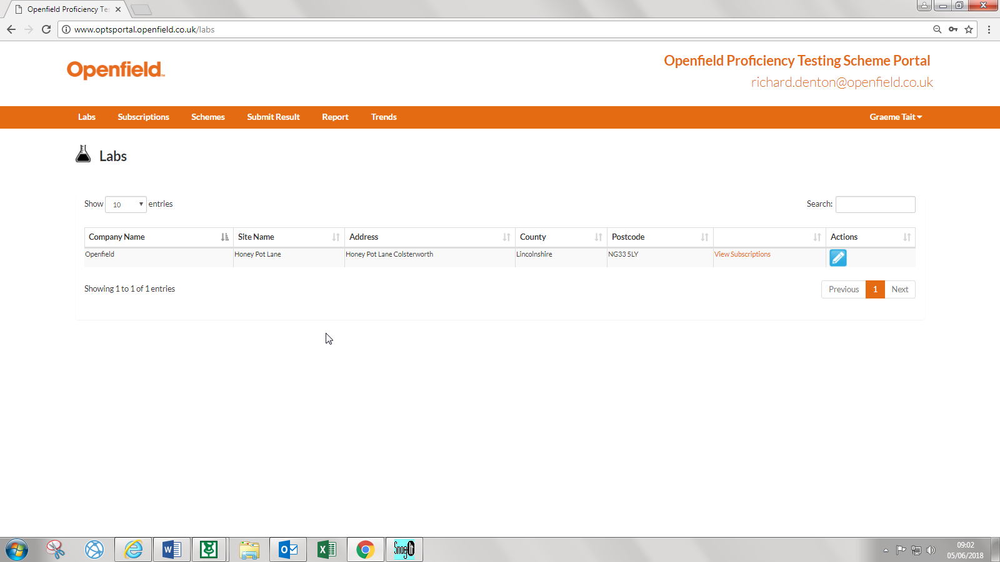 Openfield Proficiency Tes
www.optsportal.openfield.co.uk/labs
Openfield
Openfield Proficiency Testing Scheme Portal
richard.denton@openfield.co.uk
Labs Subscriptions Schemes Submit Result Report Trends Graeme Tait
Labs
Show 10 entries Search:
Company Name Site Name Address County Postcode Actions
Openfield Honey Pot Lane Honey Pot Lane Colsterworth Lincolnshire NG33 5LY View Subscriptions
Showing 1 to 1 of 1 entries Previous 1 Next
SnagIt
09:02
05/06/2018